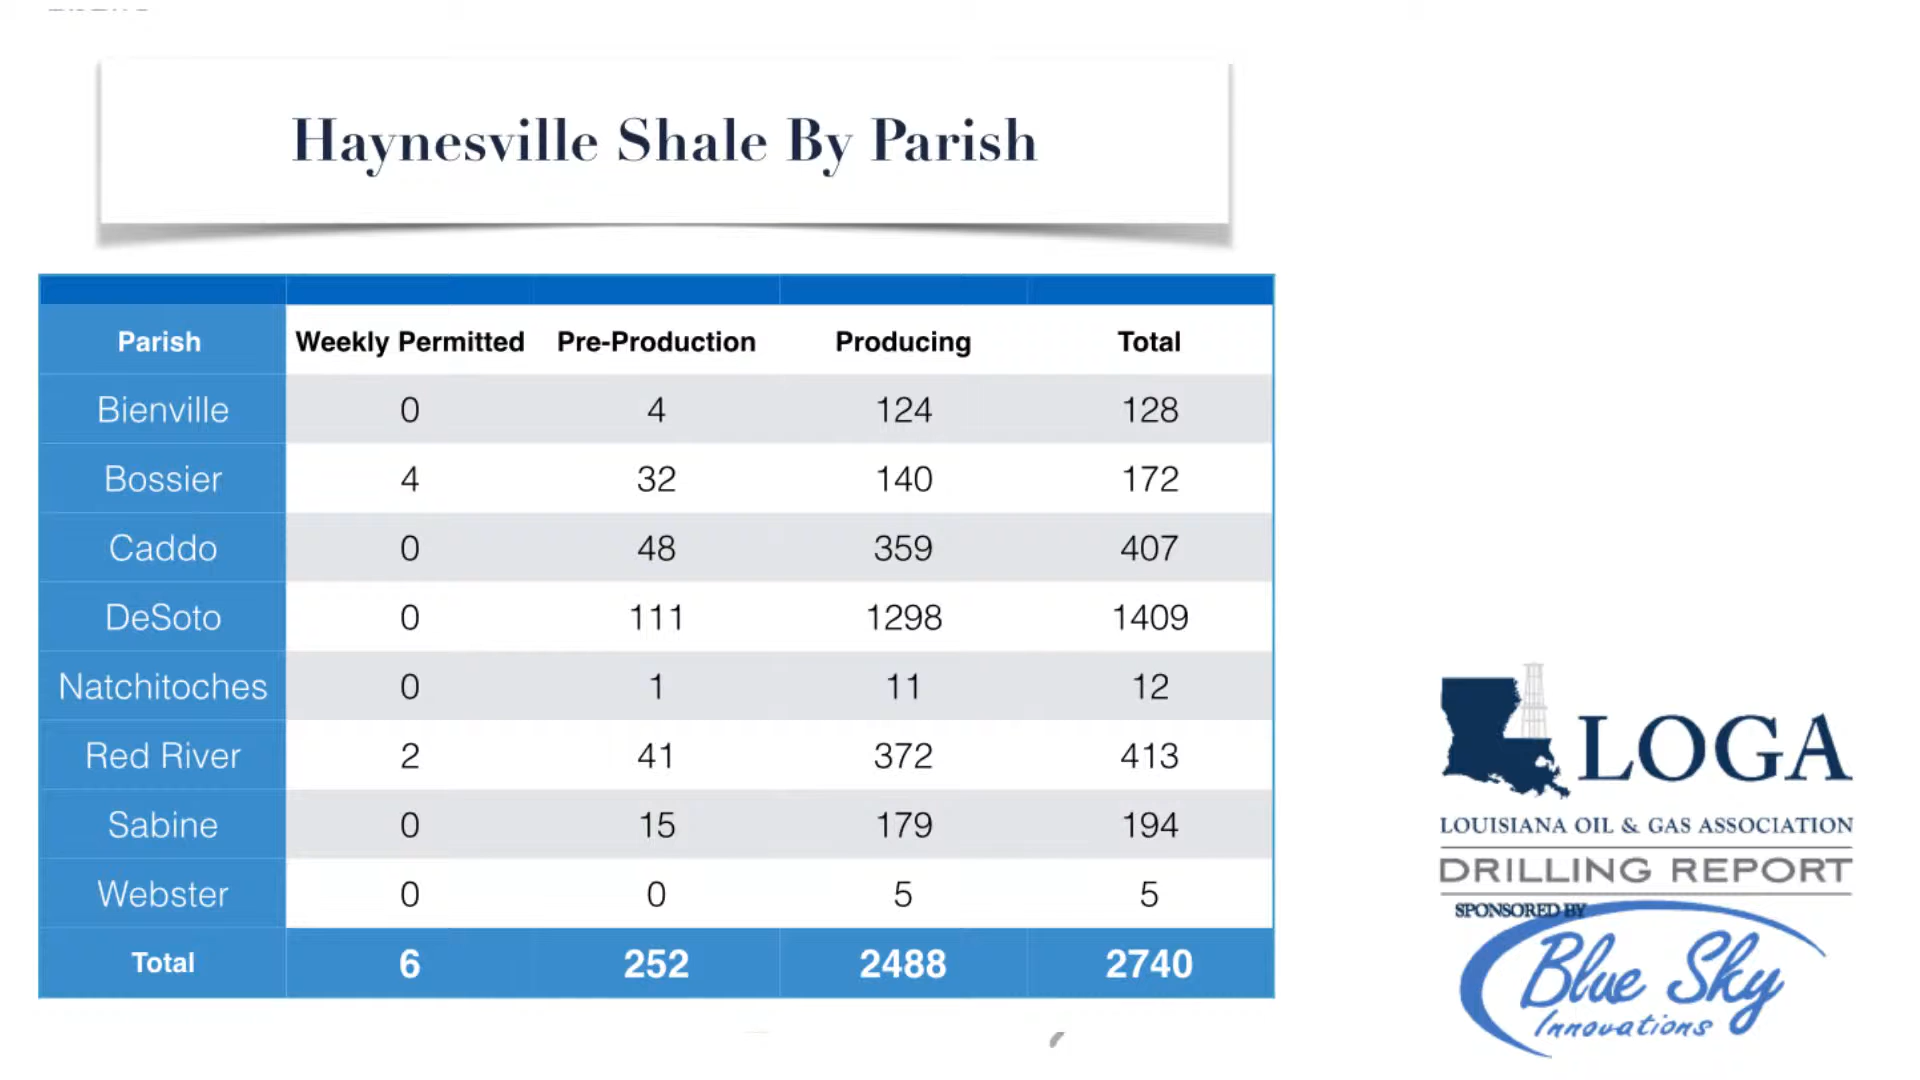 Haynesville Shale By Parish
Parish Weekly Permitted Pre-Production Producing Total
Bienville 0 4 124 128
Bossier 4 32 140 172
Caddo 0 48 359 407
DeSoto 0 111 1298 1409
Natchitoches 0 1 11 12
Red River 2 41 372 413
Sabine 0 15 179 194
Webster 0 0 5 5
Total 6 252 2488 2740
LOGA
LOUISIANA OIL & GAS ASSOCIATION
DRILLING REPORT
SPONSORED BY
Blue Sky
Innovations